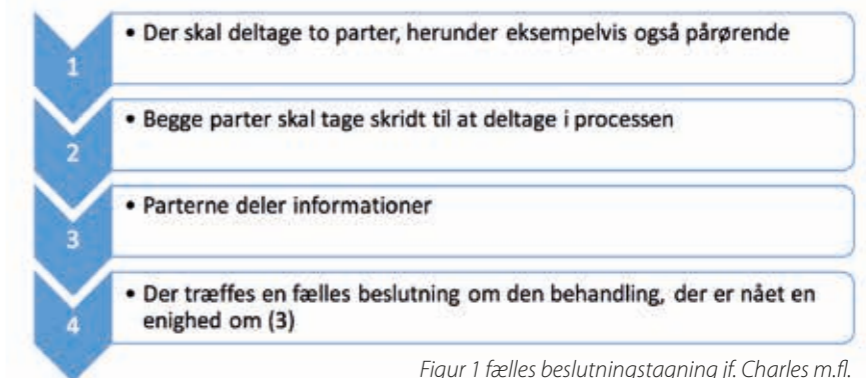 1
• Der skal deltage to parter, herunder eksempelvis også pårørende
2
• Begge parter skal tage skridt til at deltage i processen
3
• Parterne deler informationer
4
• Der træffes en fælles beslutning om den behandling, der er nået en
enighed om (3)
Figur 1 fælles beslutningstagning jf. Charles m.fl.